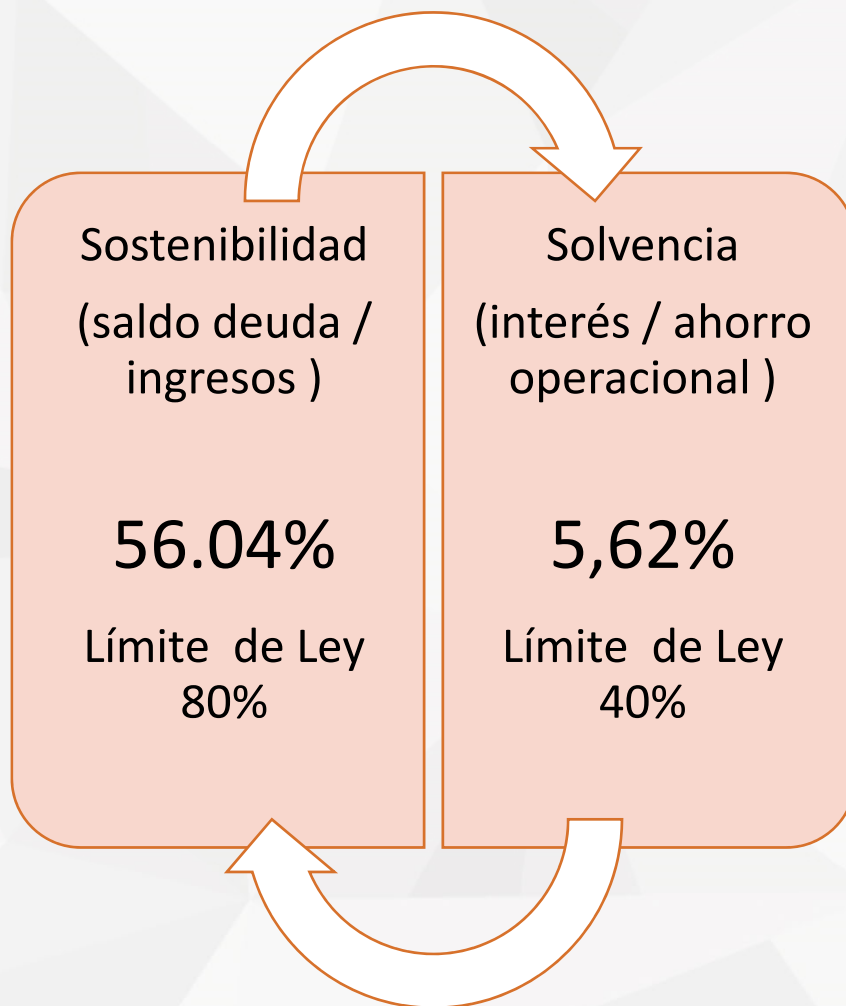 Sostenibilidad
(saldo deuda /
ingresos )
56.04%
Límite  de Ley
80%
Solvencia
(interés / ahorro
operacional )
5,62%
Límite  de Ley
40%